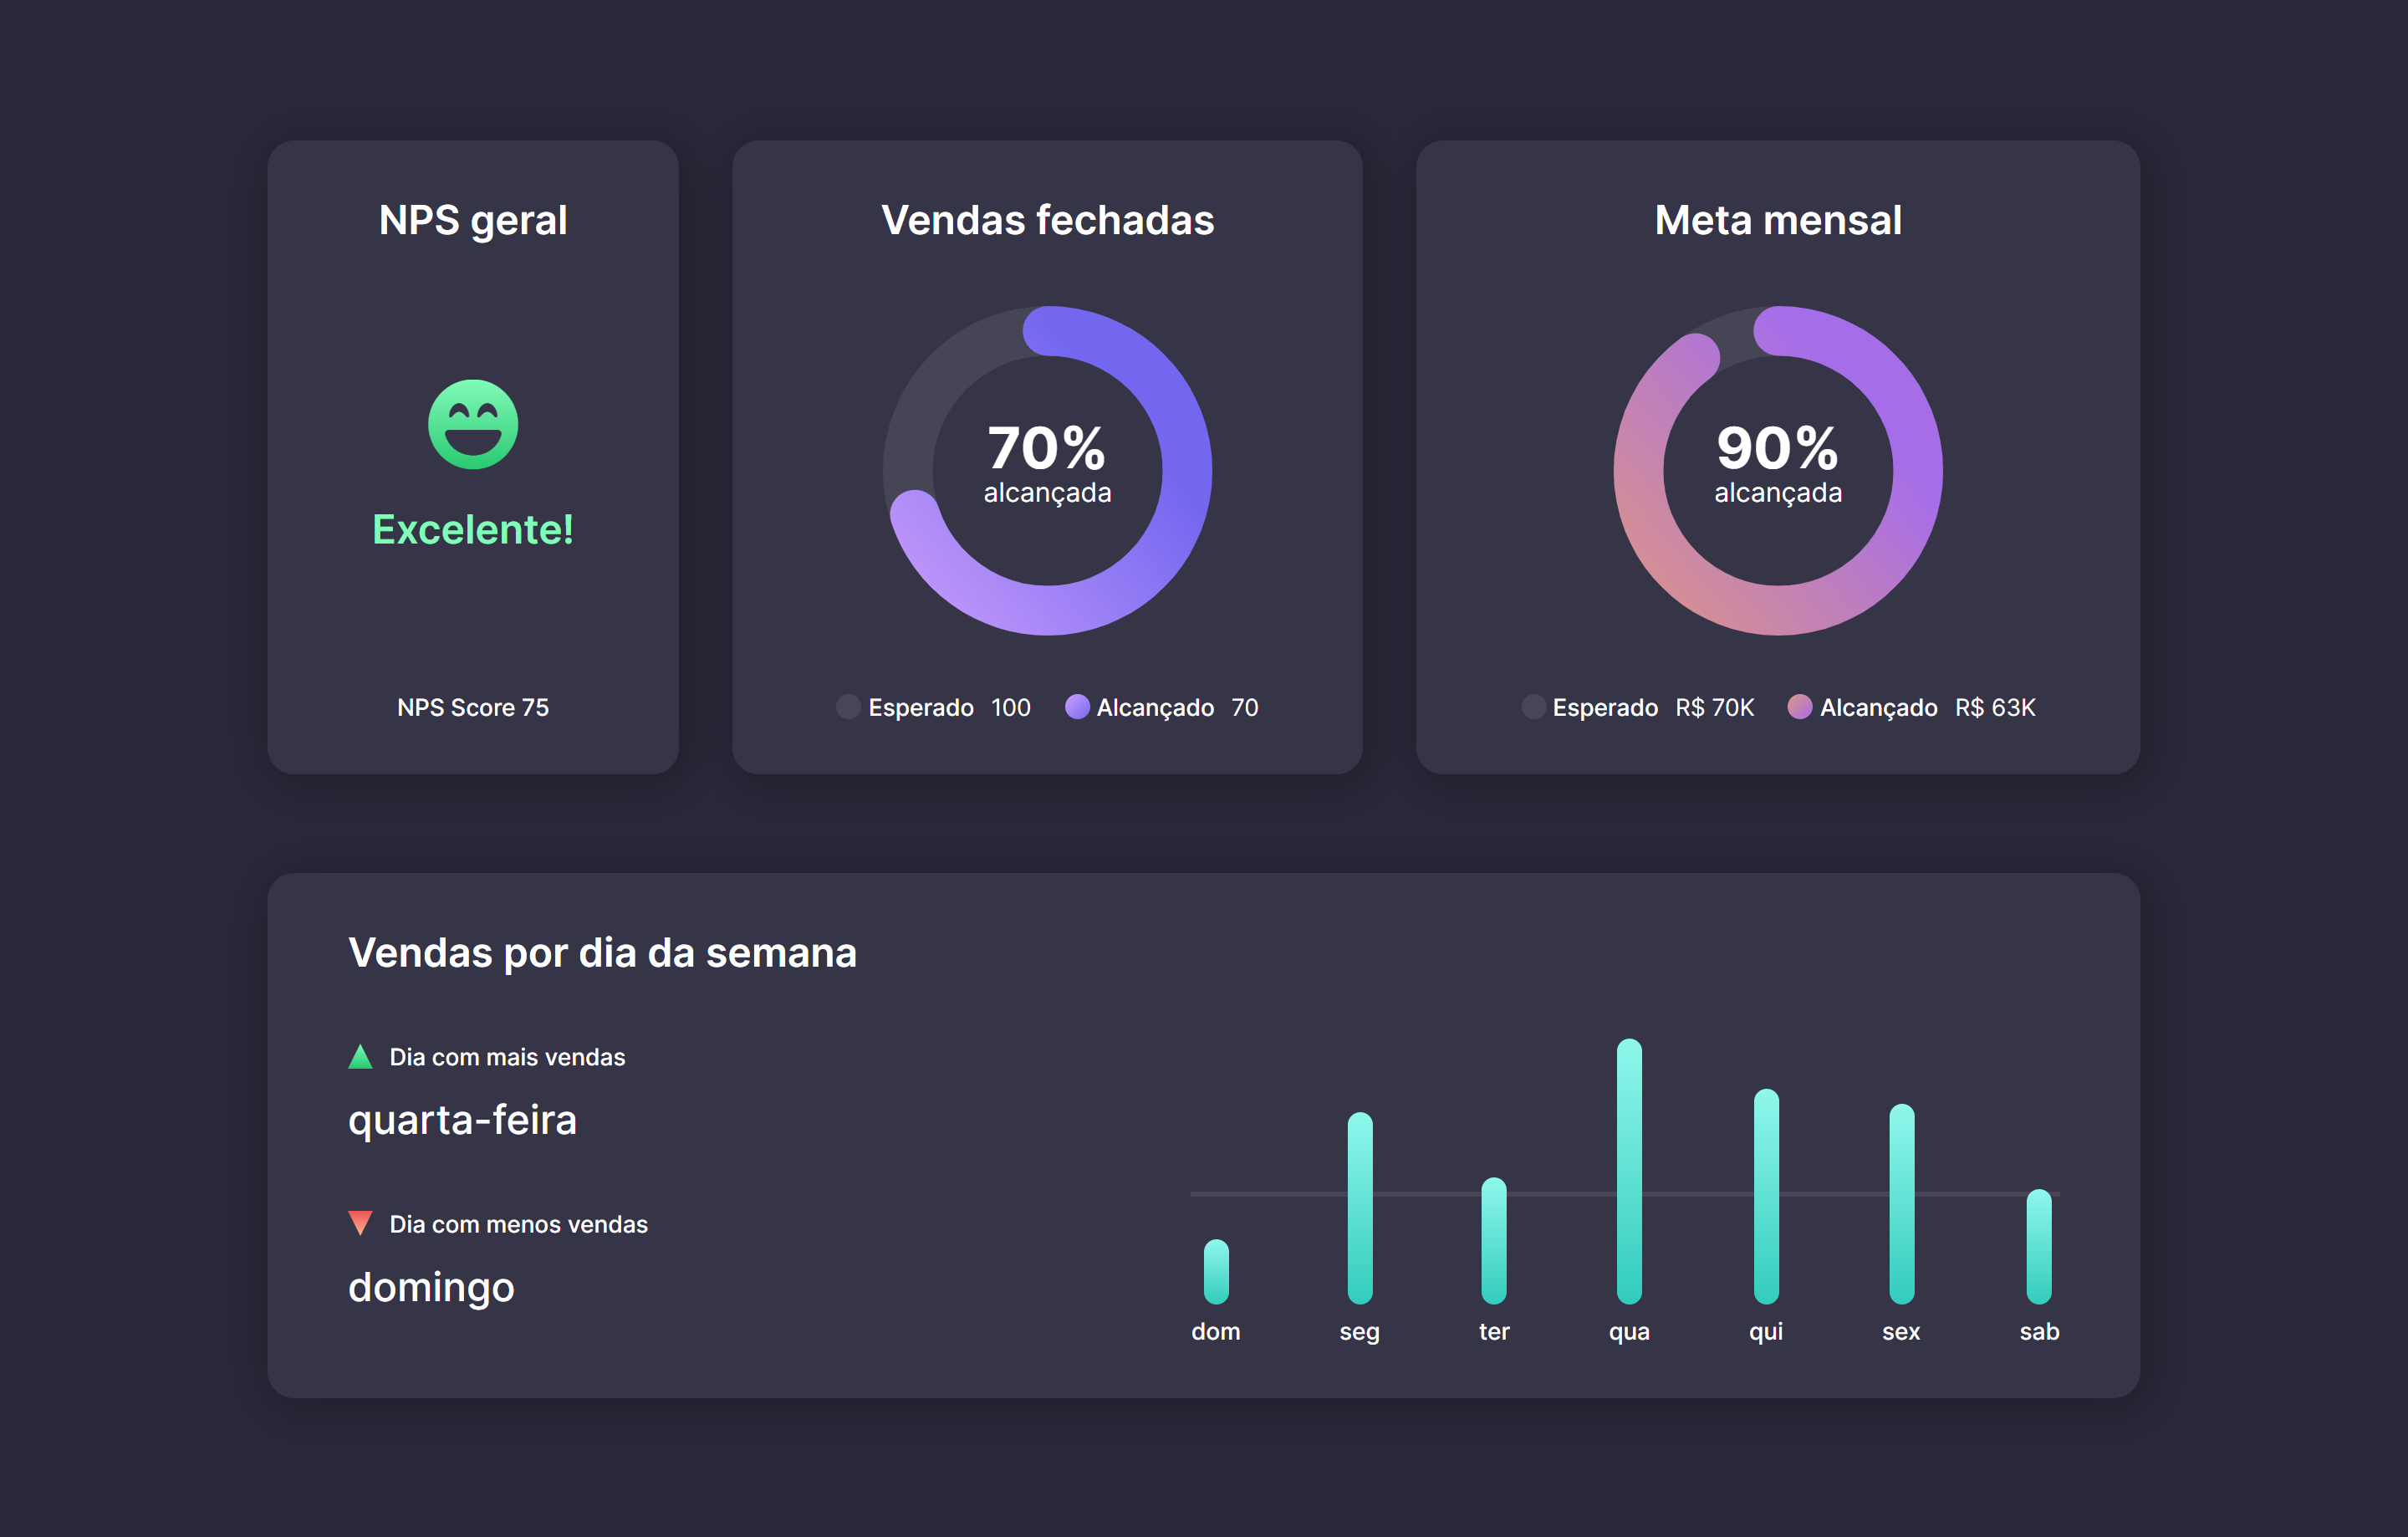 NPS geral
Excelente!
NPS Score 75
Vendas fechadas
70%
alcançada
Esperado 100 Alcançado 70
Meta mensal
90%
alcançada
Esperado R$ 70K Alcançado R$ 63K
Vendas por dia da semana
Dia com mais vendas
quarta-feira
Dia com menos vendas
domingo
dom seg ter qua qui sex sab